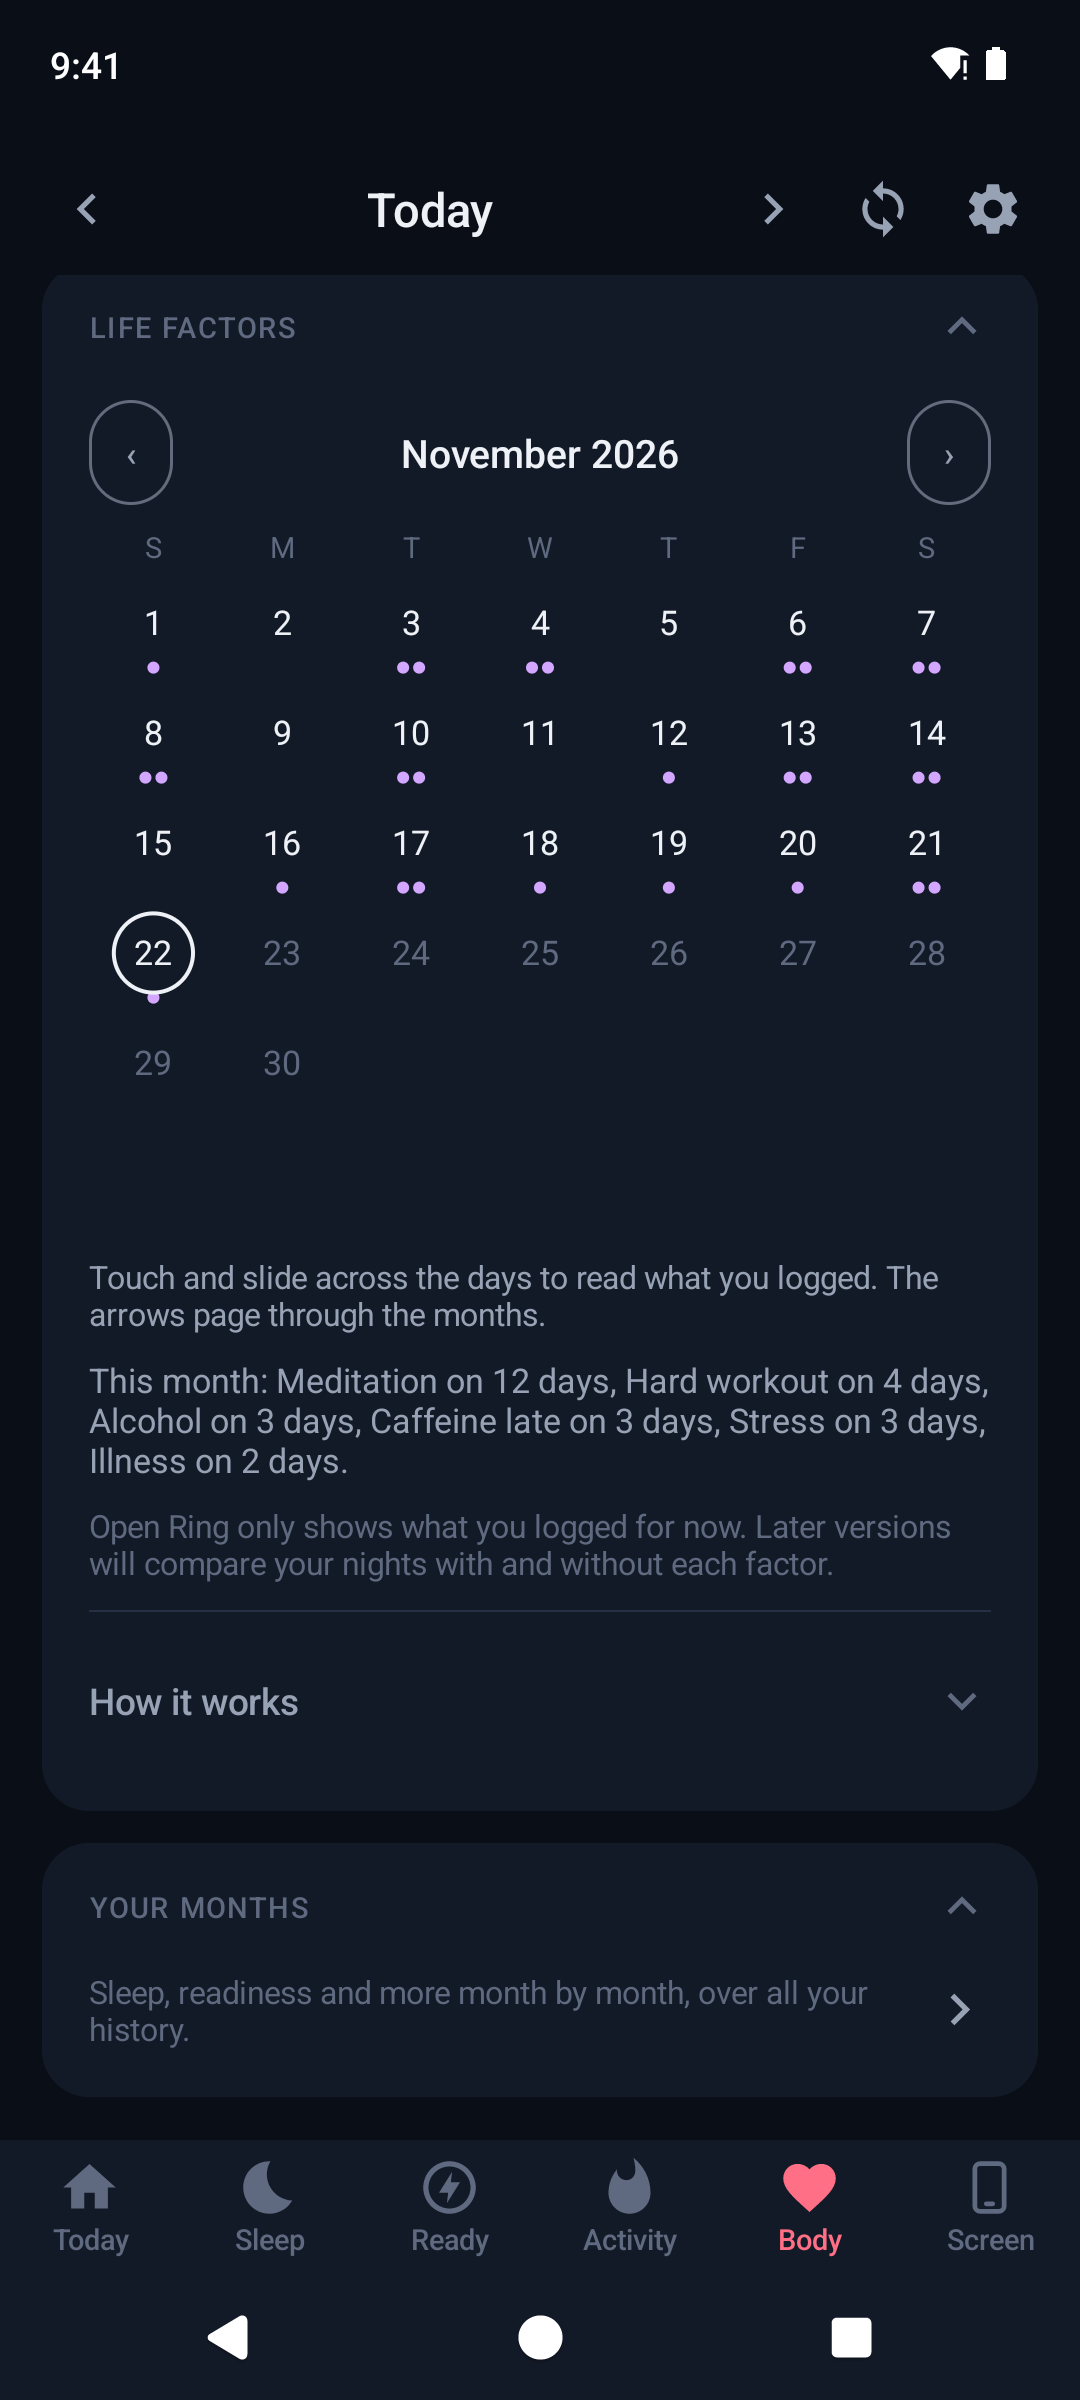 9:41
Today
LIFE FACTORS
‹ November 2026 ›
S M T W T F S
1 2 3 4 5 6 7
8 9 10 11 12 13 14
15 16 17 18 19 20 21
22 23 24 25 26 27 28
29 30
Touch and slide across the days to read what you logged. The
arrows page through the months.
This month: Meditation on 12 days, Hard workout on 4 days,
Alcohol on 3 days, Caffeine late on 3 days, Stress on 3 days,
Illness on 2 days.
Open Ring only shows what you logged for now. Later versions
will compare your nights with and without each factor.
How it works
YOUR MONTHS
Sleep, readiness and more month by month, over all your
history.
Today Sleep Ready Activity Body Screen